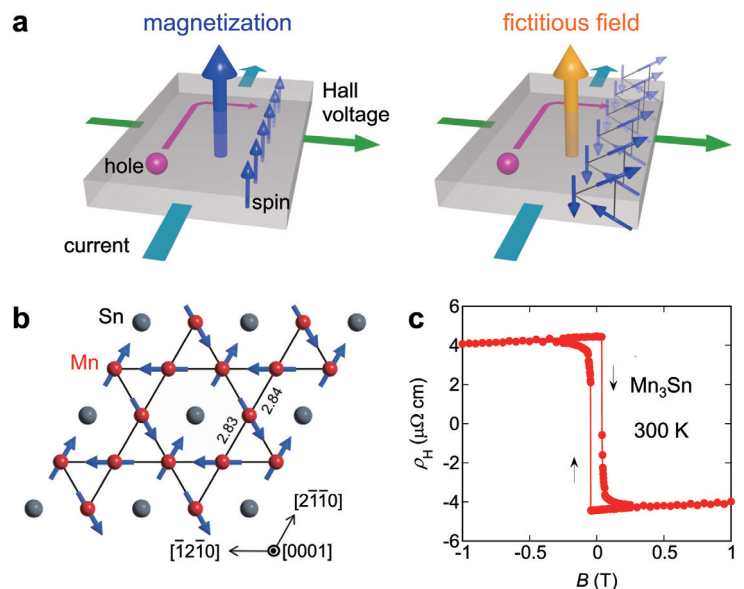 a
magnetization
fictitious field
Hall
voltage
hole
spin
current
b
Sn
Mn
2.83
2.84
[2̄1̄1̄0]
[1̄21̄0]
[0001]
c
6
4
2
0
-2
-4
-6
ρH (μΩ cm)
Mn3Sn
300 K
-1
-0.5
0
0.5
1
B (T)